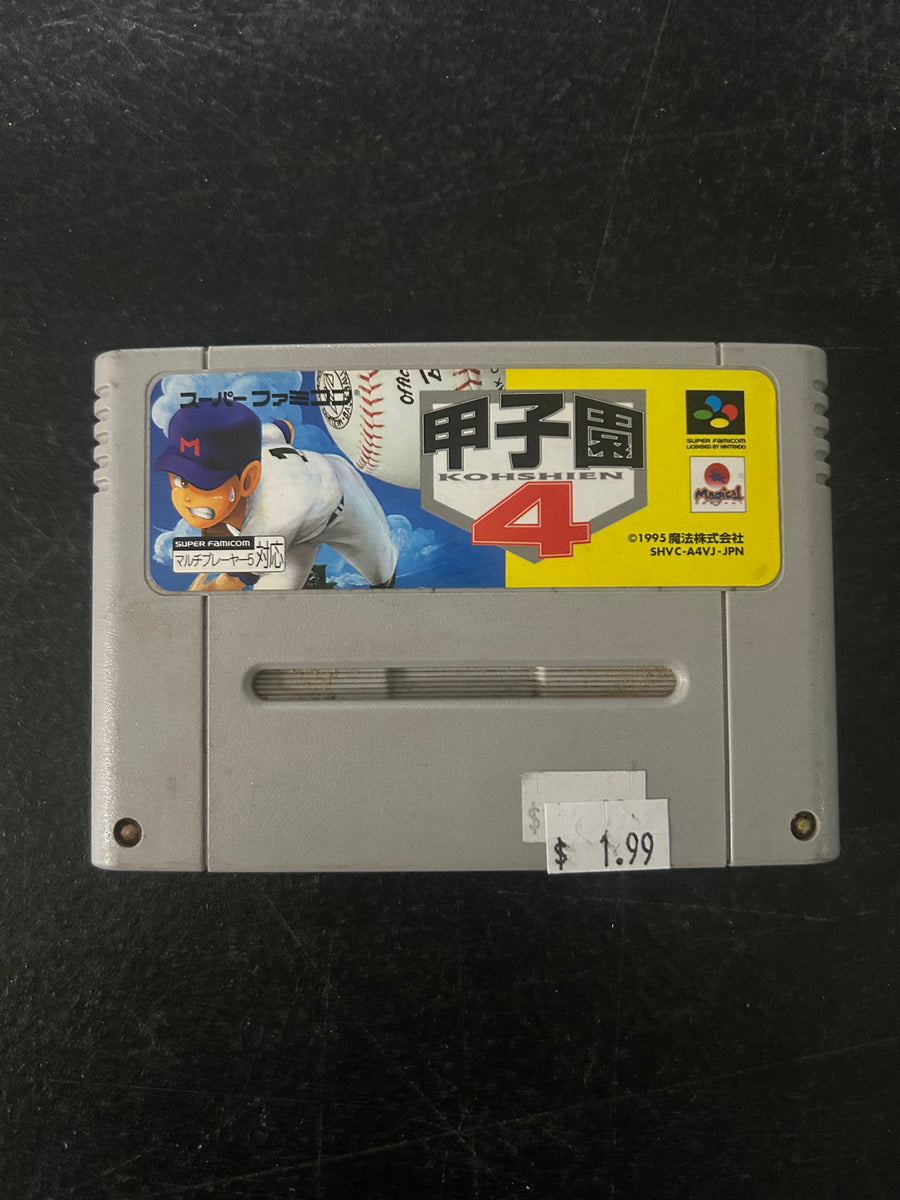 スーパーファミコン
M
1
甲子園
KOHSHIEN
4
SUPER FAMICOM
LICENSED BY NINTENDO
Magical
COMPANY
SUPER FAMICOM
マルチプレーヤー5対応
©1995 魔法株式会社
SHVC-A4VJ-JPN
$ 1.99